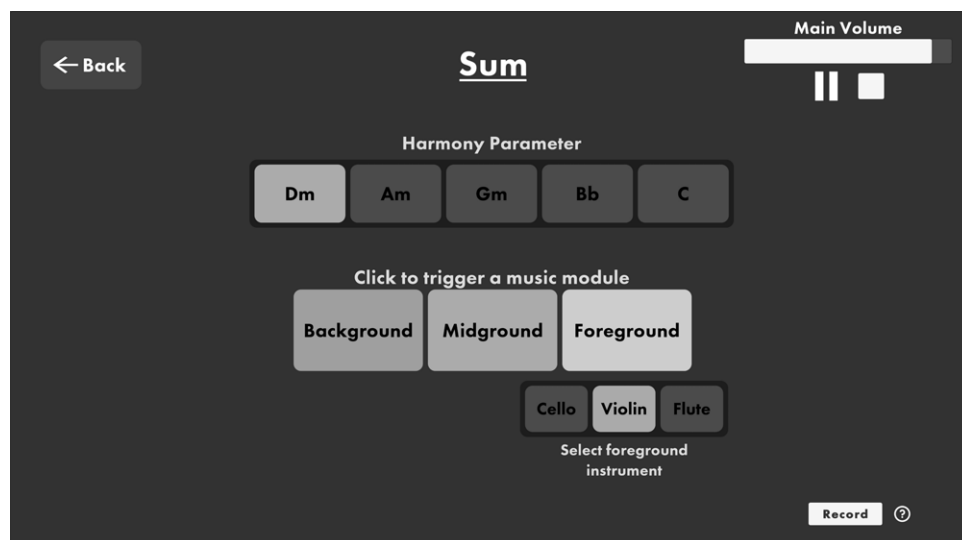 Main Volume
← Back
Sum
Harmony Parameter
Dm Am Gm Bb C
Click to trigger a music module
Background Midground Foreground
Cello Violin Flute
Select foreground
instrument
Record ?